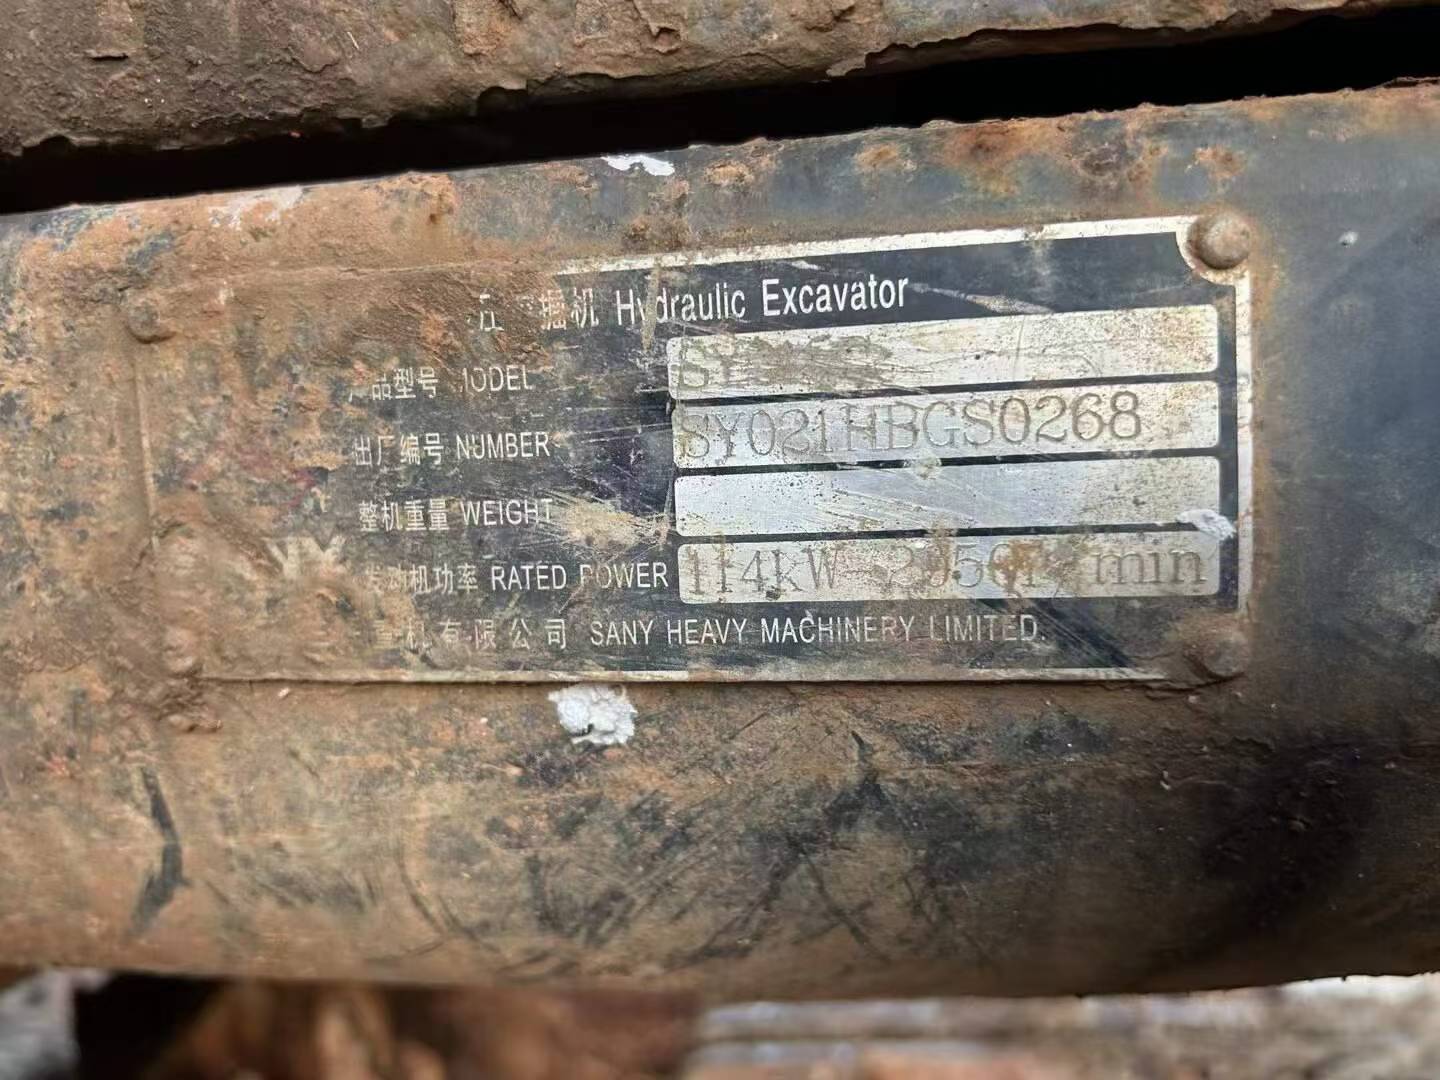 掘机 Hydraulic Excavator
品型号 MODEL SY
出厂编号 NUMBER SY021HBGS0268
整机重量 WEIGHT
发动机功率 RATED POWER 114kW min
机有限公司 SANY HEAVY MACHINERY LIMITED.